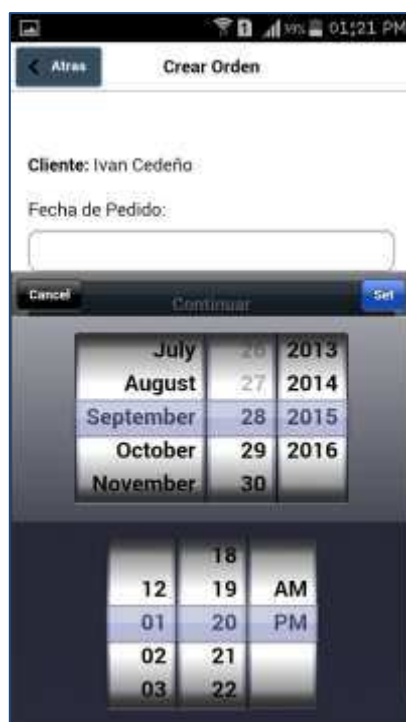 01:21 PM
Atras
Crear Orden
Cliente: Ivan Cedeño
Fecha de Pedido:
Cancel
Continuar
Set
July 26 2013
August 27 2014
September 28 2015
October 29 2016
November 30
18
12 19 AM
01 20 PM
02 21
03 22